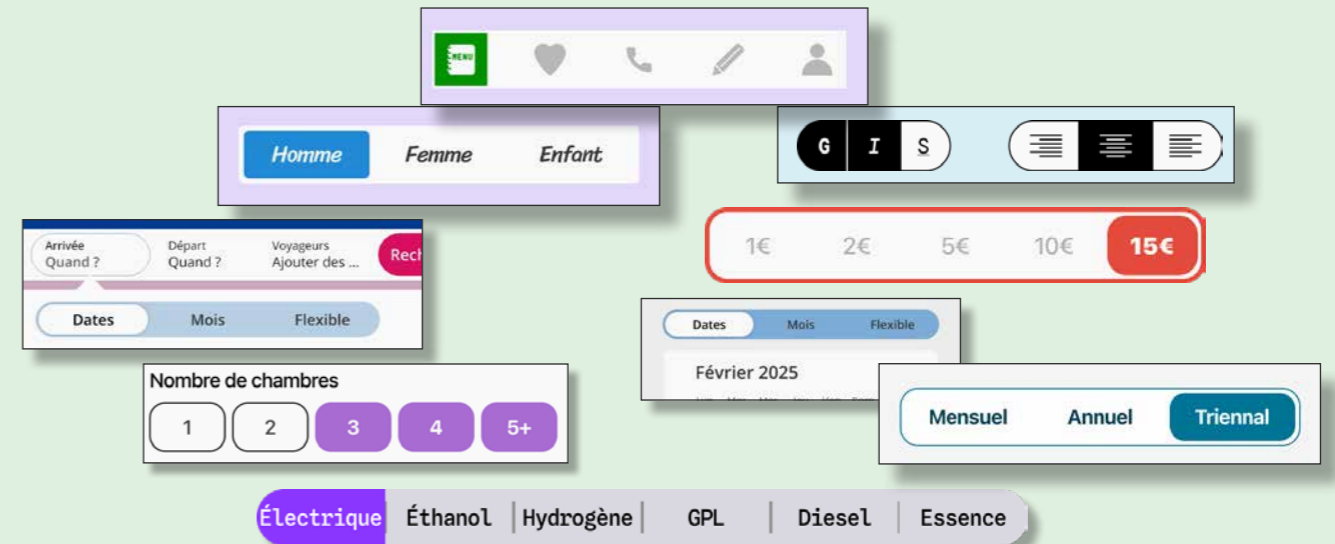 MENU
Homme Femme Enfant
G I S
Arrivée Départ Voyageurs
Quand ? Quand ? Ajouter des ... Rech
Dates Mois Flexible
1€ 2€ 5€ 10€ 15€
Dates Mois Flexible
Février 2025
Nombre de chambres
1 2 3 4 5+
Mensuel Annuel Triennal
Électrique Éthanol Hydrogène GPL Diesel Essence